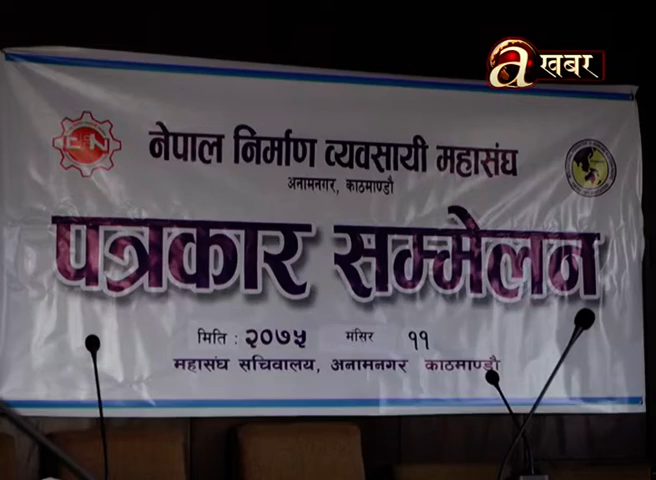 a खबर
नेपाल निर्माण व्यवसायी महासंघ
अनामनगर, काठमाण्डौ
पत्रकार सम्मेलन
मिति : २०७५ मंसिर ११
महासंघ सचिवालय, अनामनगर काठमाण्डौ